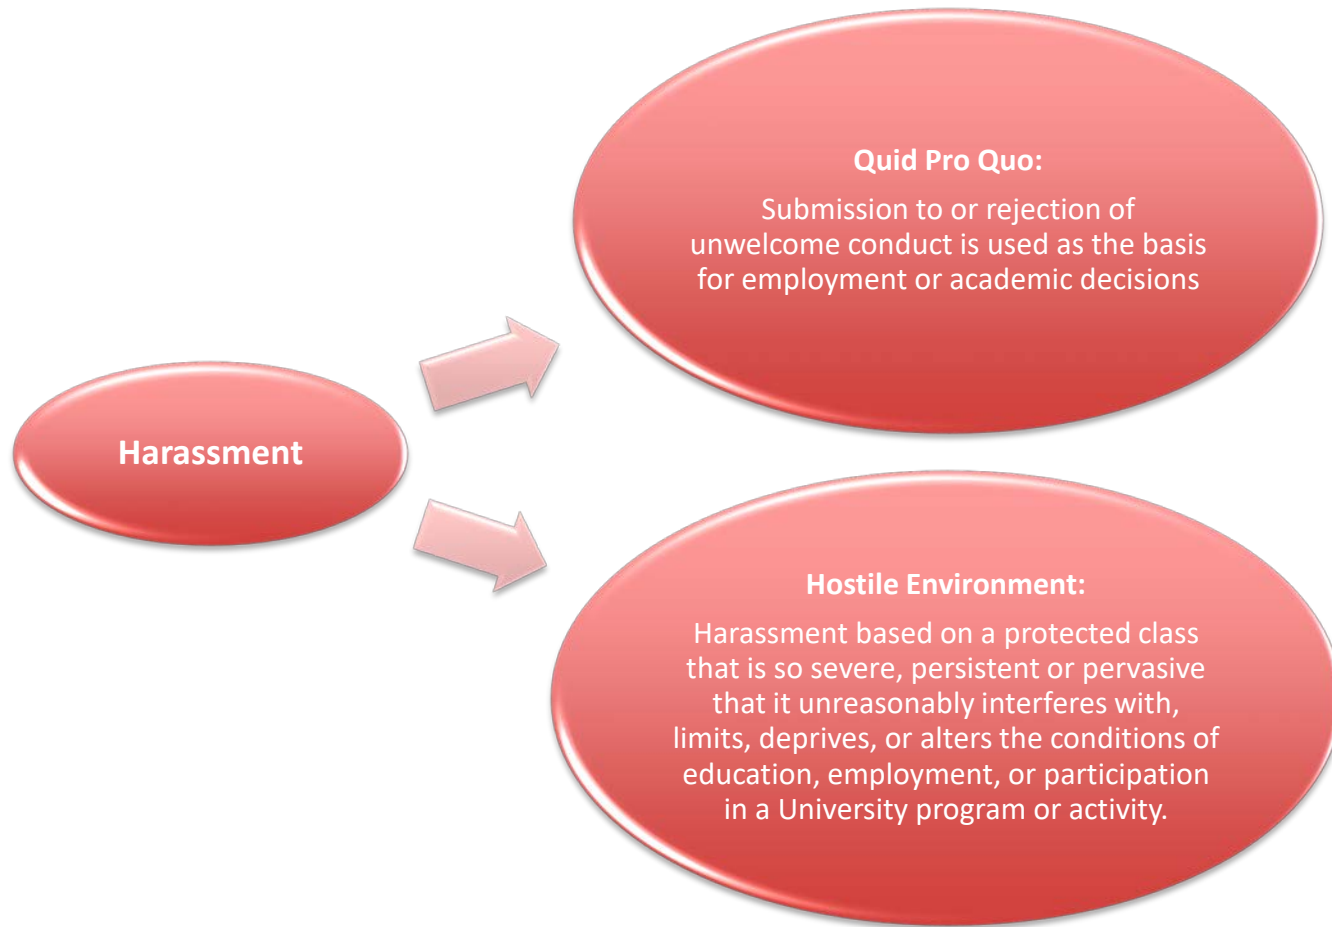 Harassment
Quid Pro Quo:
Submission to or rejection of
unwelcome conduct is used as the basis
for employment or academic decisions
Hostile Environment:
Harassment based on a protected class
that is so severe, persistent or pervasive
that it unreasonably interferes with,
limits, deprives, or alters the conditions of
education, employment, or participation
in a University program or activity.